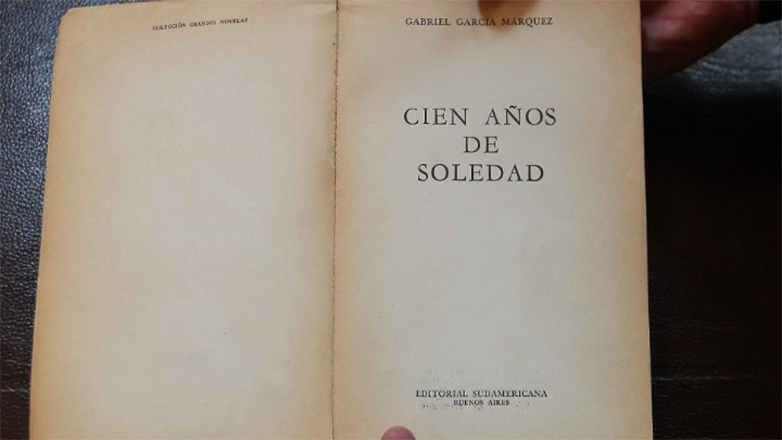 COLECCIÓN GRANDES NOVELAS
GABRIEL GARCÍA MÁRQUEZ
CIEN AÑOS
DE
SOLEDAD
EDITORIAL SUDAMERICANA
BUENOS AIRES